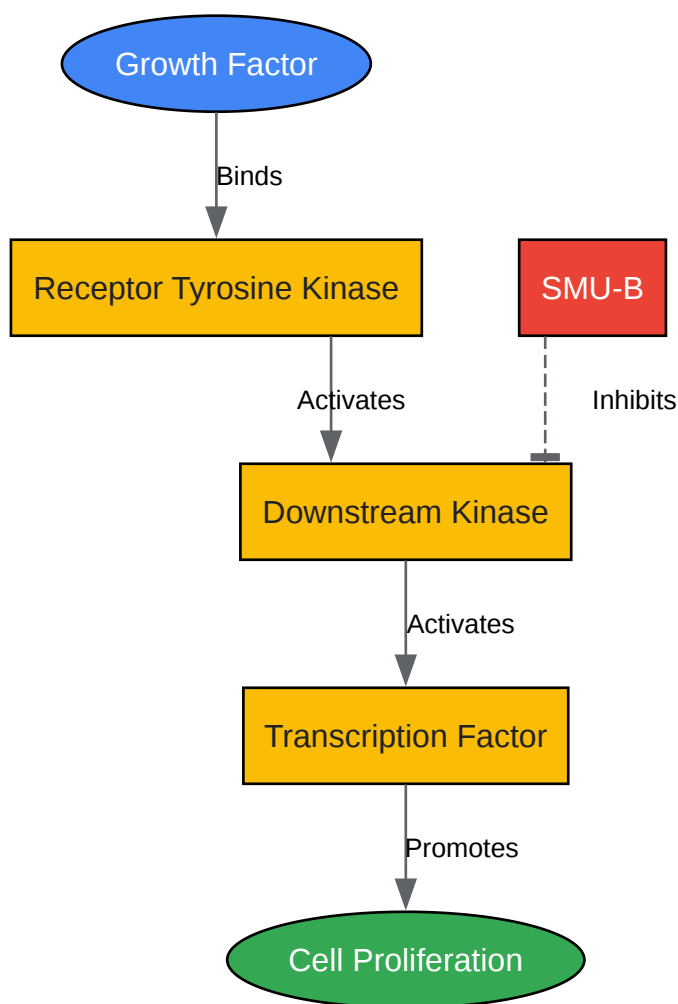 Growth Factor
Binds
Receptor Tyrosine Kinase
SMU-B
Activates
Inhibits
Downstream Kinase
Activates
Transcription Factor
Promotes
Cell Proliferation